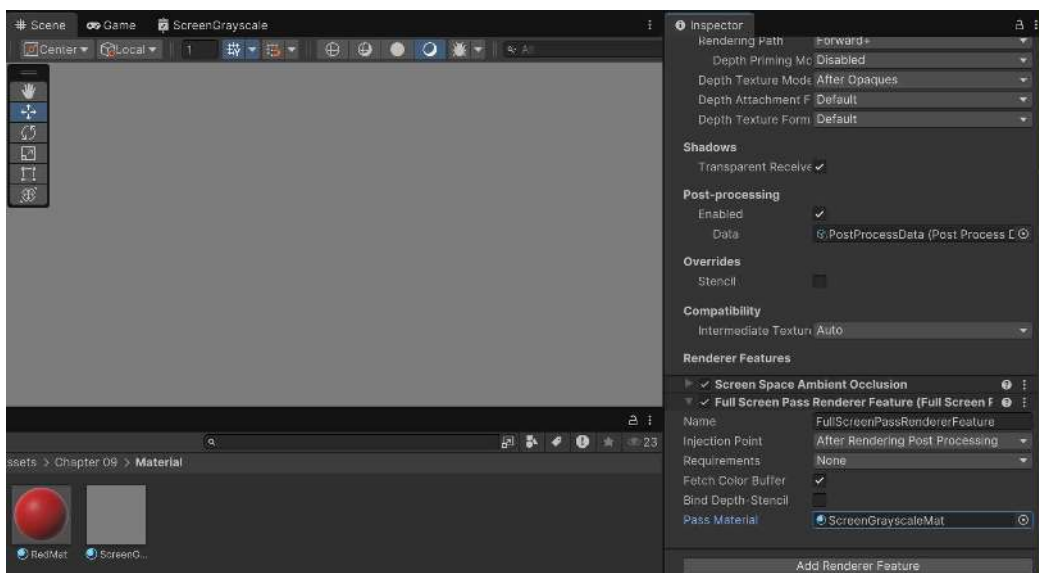 Scene Game ScreenGrayscale
Inspector
Center Local 1 All
Rendering Path Forward+
Depth Priming Mo Disabled
Depth Texture Mode After Opaques
Depth Attachment F Default
Depth Texture Form Default
Shadows
Transparent Receive
Post-processing
Enabled
Data PostProcessData (Post Process D
Overrides
Stencil
Compatibility
Intermediate Textur Auto
Renderer Features
Screen Space Ambient Occlusion
Full Screen Pass Renderer Feature (Full Screen F
Name FullScreenPassRendererFeature
Injection Point After Rendering Post Processing
Requirements None
Fetch Color Buffer
Bind Depth-Stencil
Pass Material ScreenGrayscaleMat
Add Renderer Feature
23
ssets > Chapter 09 > Material
RedMat ScreenG...